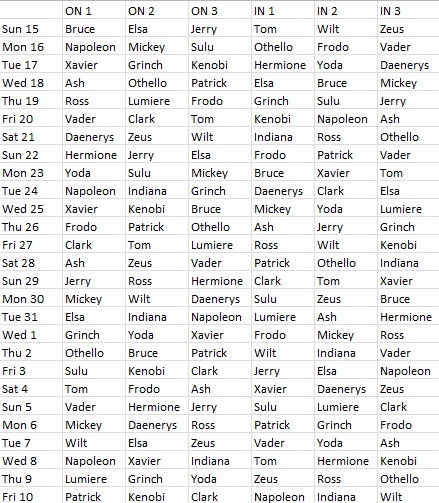 ON 1 ON 2 ON 3 IN 1 IN 2 IN 3
Sun 15 Bruce Elsa Jerry Tom Wilt Zeus
Mon 16 Napoleon Mickey Sulu Othello Frodo Vader
Tue 17 Xavier Grinch Kenobi Hermione Yoda Daenerys
Wed 18 Ash Othello Patrick Elsa Bruce Mickey
Thu 19 Ross Lumiere Frodo Grinch Sulu Jerry
Fri 20 Vader Clark Tom Kenobi Napoleon Ash
Sat 21 Daenerys Zeus Wilt Indiana Ross Othello
Sun 22 Hermione Jerry Elsa Frodo Patrick Vader
Mon 23 Yoda Sulu Mickey Bruce Xavier Tom
Tue 24 Napoleon Indiana Grinch Daenerys Clark Elsa
Wed 25 Xavier Kenobi Bruce Mickey Yoda Lumiere
Thu 26 Frodo Patrick Othello Ash Jerry Grinch
Fri 27 Clark Tom Lumiere Ross Wilt Kenobi
Sat 28 Ash Zeus Vader Patrick Othello Indiana
Sun 29 Jerry Ross Hermione Clark Tom Xavier
Mon 30 Mickey Wilt Daenerys Sulu Zeus Bruce
Tue 31 Elsa Indiana Napoleon Lumiere Ash Hermione
Wed 1 Grinch Yoda Xavier Frodo Mickey Ross
Thu 2 Othello Bruce Patrick Wilt Indiana Vader
Fri 3 Sulu Kenobi Clark Jerry Elsa Napoleon
Sat 4 Tom Frodo Ash Xavier Daenerys Zeus
Sun 5 Vader Hermione Jerry Sulu Lumiere Clark
Mon 6 Mickey Daenerys Ross Patrick Grinch Frodo
Tue 7 Wilt Elsa Zeus Vader Yoda Ash
Wed 8 Napoleon Xavier Indiana Tom Hermione Kenobi
Thu 9 Lumiere Grinch Yoda Zeus Ross Othello
Fri 10 Patrick Kenobi Clark Napoleon Indiana Wilt